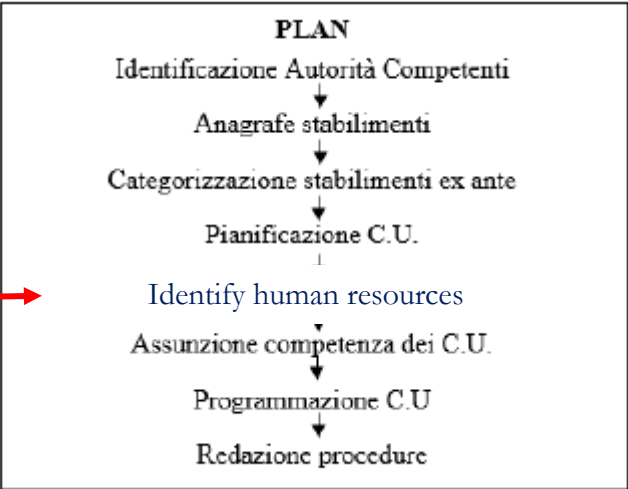 PLAN
Identificazione Autorità Competenti
Anagrafe stabilimenti
Categorizzazione stabilimenti ex ante
Pianificazione C.U.
Identify human resources
Assunzione competenza dei C.U.
Programmazione C.U
Redazione procedure